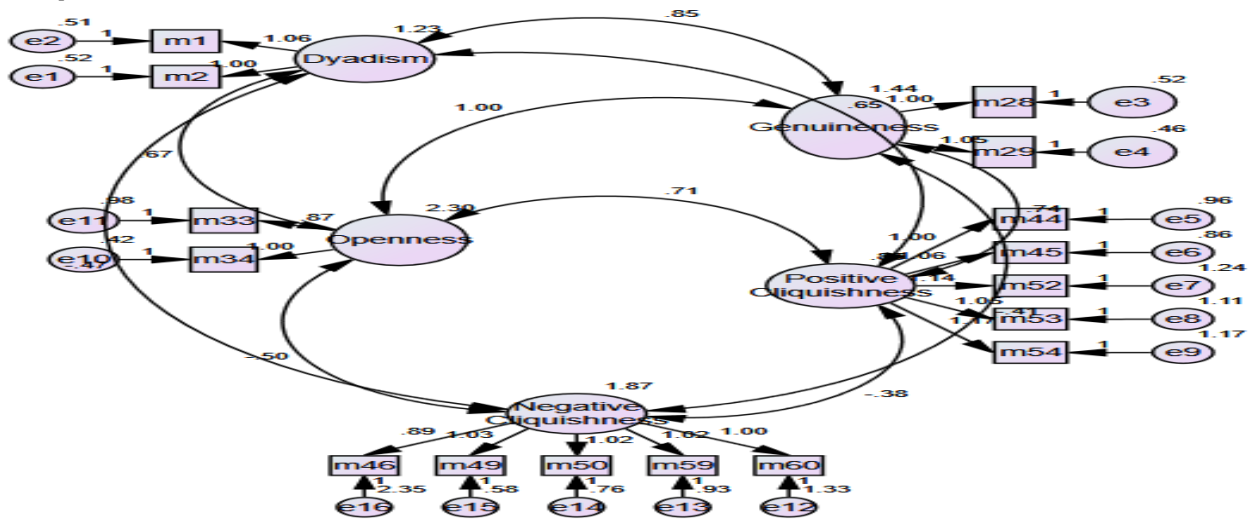 .51
e2 1 m1 1.06
1.23
Dyadism
.85
.52
e1 1 m2 1.00
1.44
Genuineness
.65
1.00 m28 1 e3 .52
1.05 m29 1 e4 .46
1.00
.67
.71
.98
e11 1 m33 .87
2.30
Openness
.42
e10 1 m34 1.00
-.47
.74
Positive
Cliquishness
1.00 m44 1 e5 .96
1.06 m45 1 e6 .86
1.14 m52 1 e7 1.24
1.05 m53 1 e8 1.11
1.17 m54 1 e9 1.17
-.41
-.50
-.38
1.87
Negative
Cliquishness
.89 1.03 1.02 1.02 1.00
m46 m49 m50 m59 m60
1 1 1 1 1
2.35 .58 .76 .93 1.33
e16 e15 e14 e13 e12